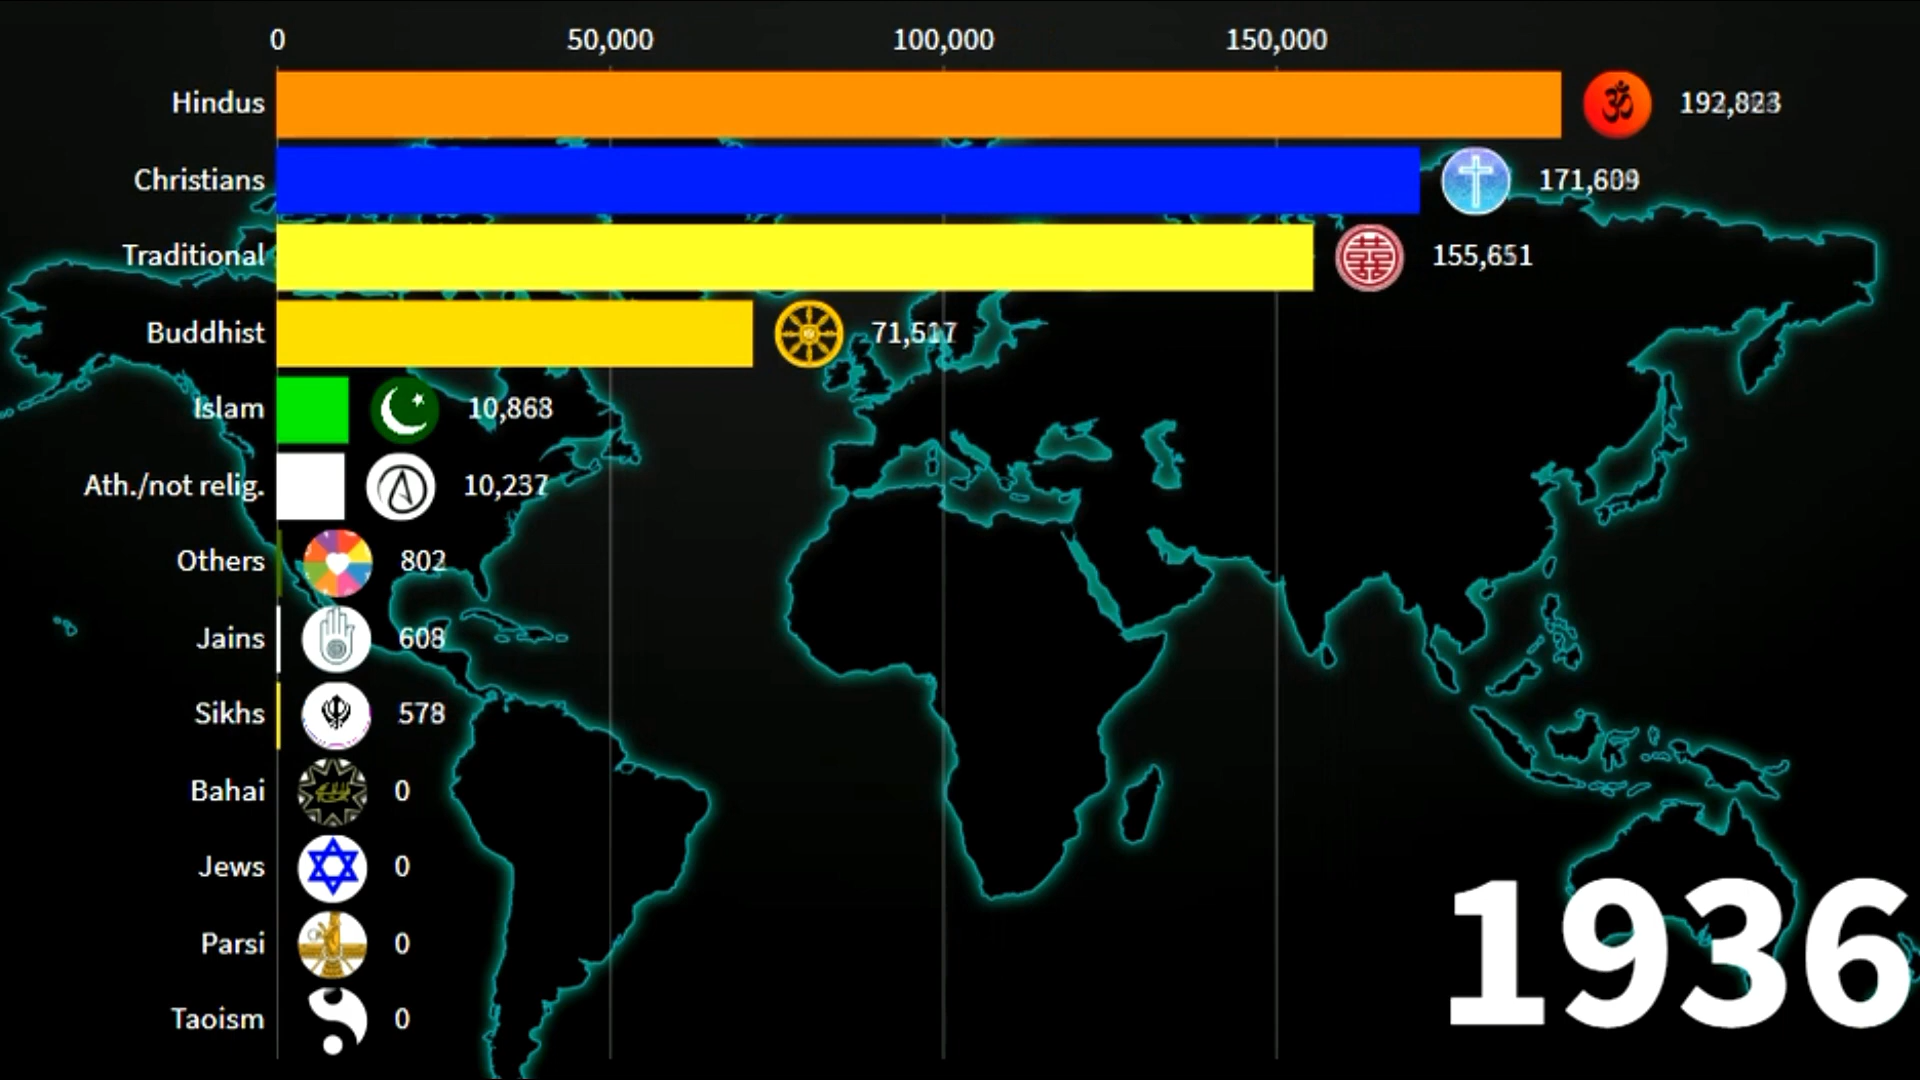 0 50,000 100,000 150,000
Hindus
Christians 171,609
Traditional 155,651
Buddhist 71,517
Islam 10,868
Ath./not relig. 10,237
Others 802
Jains 608
Sikhs 578
Bahai 0
Jews 0
Parsi 0
Taoism 0
1936